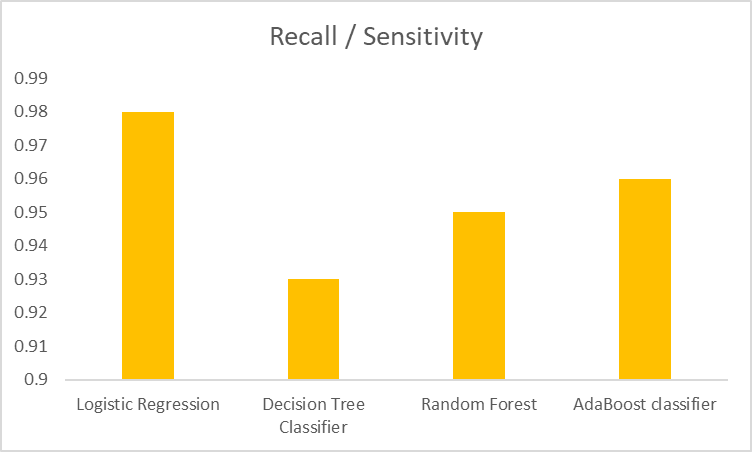 Recall / Sensitivity
0.99
0.98
0.97
0.96
0.95
0.94
0.93
0.92
0.91
0.9
Logistic Regression
Decision Tree
Classifier
Random Forest
AdaBoost classifier